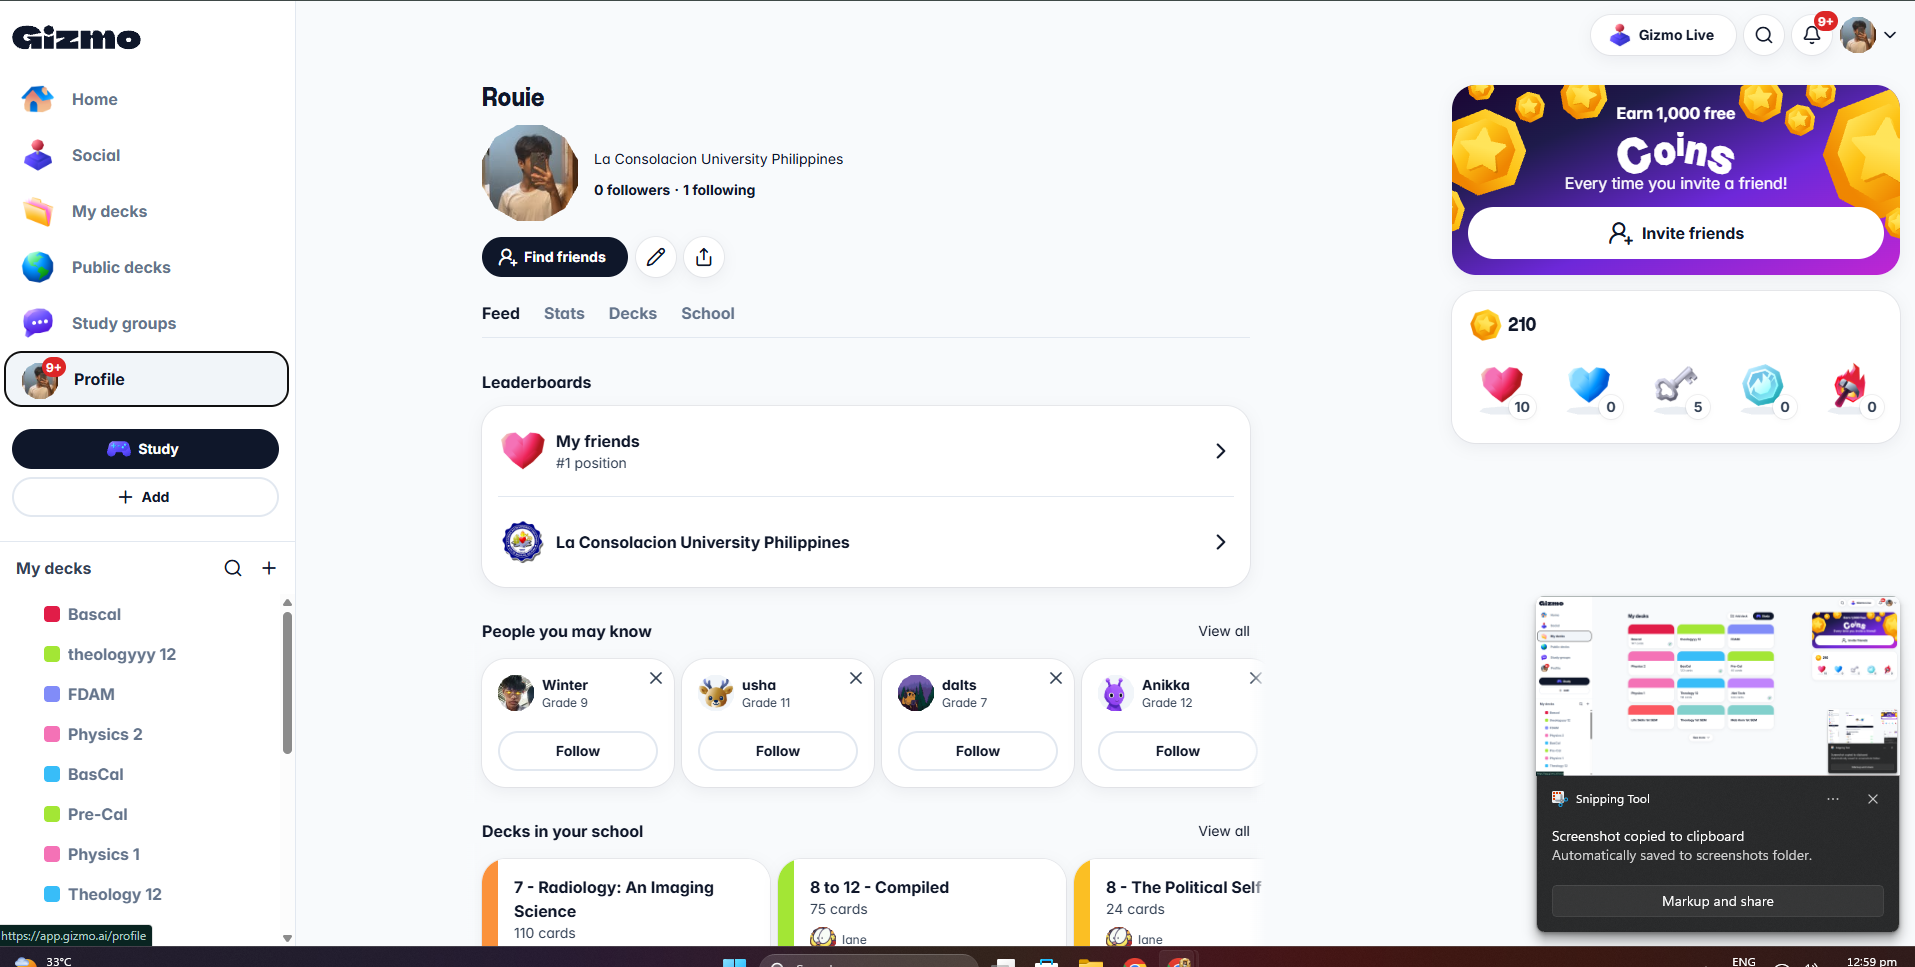 Gizmo
Home
Social
My decks
Public decks
Study groups
9+
Profile
Study
+ Add
My decks
Bascal
theologyyy 12
FDAM
Physics 2
BasCal
Pre-Cal
Physics 1
Theology 12
https://app.gizmo.ai/profile
Gizmo Live
9+
Rouie
La Consolacion University Philippines
0 followers · 1 following
Find friends
Feed
Stats
Decks
School
Leaderboards
My friends
#1 position
La Consolacion University Philippines
People you may know
View all
Winter
Grade 9
Follow
usha
Grade 11
Follow
dalts
Grade 7
Follow
Anikka
Grade 12
Follow
Decks in your school
View all
7 - Radiology: An Imaging
Science
110 cards
8 to 12 - Compiled
75 cards
lane
8 - The Political Self
24 cards
lane
Earn 1,000 free
Coins
Every time you invite a friend!
Invite friends
210
10
0
5
0
0
Snipping Tool
Screenshot copied to clipboard
Automatically saved to screenshots folder.
Markup and share
33°C
ENG
12:59 pm